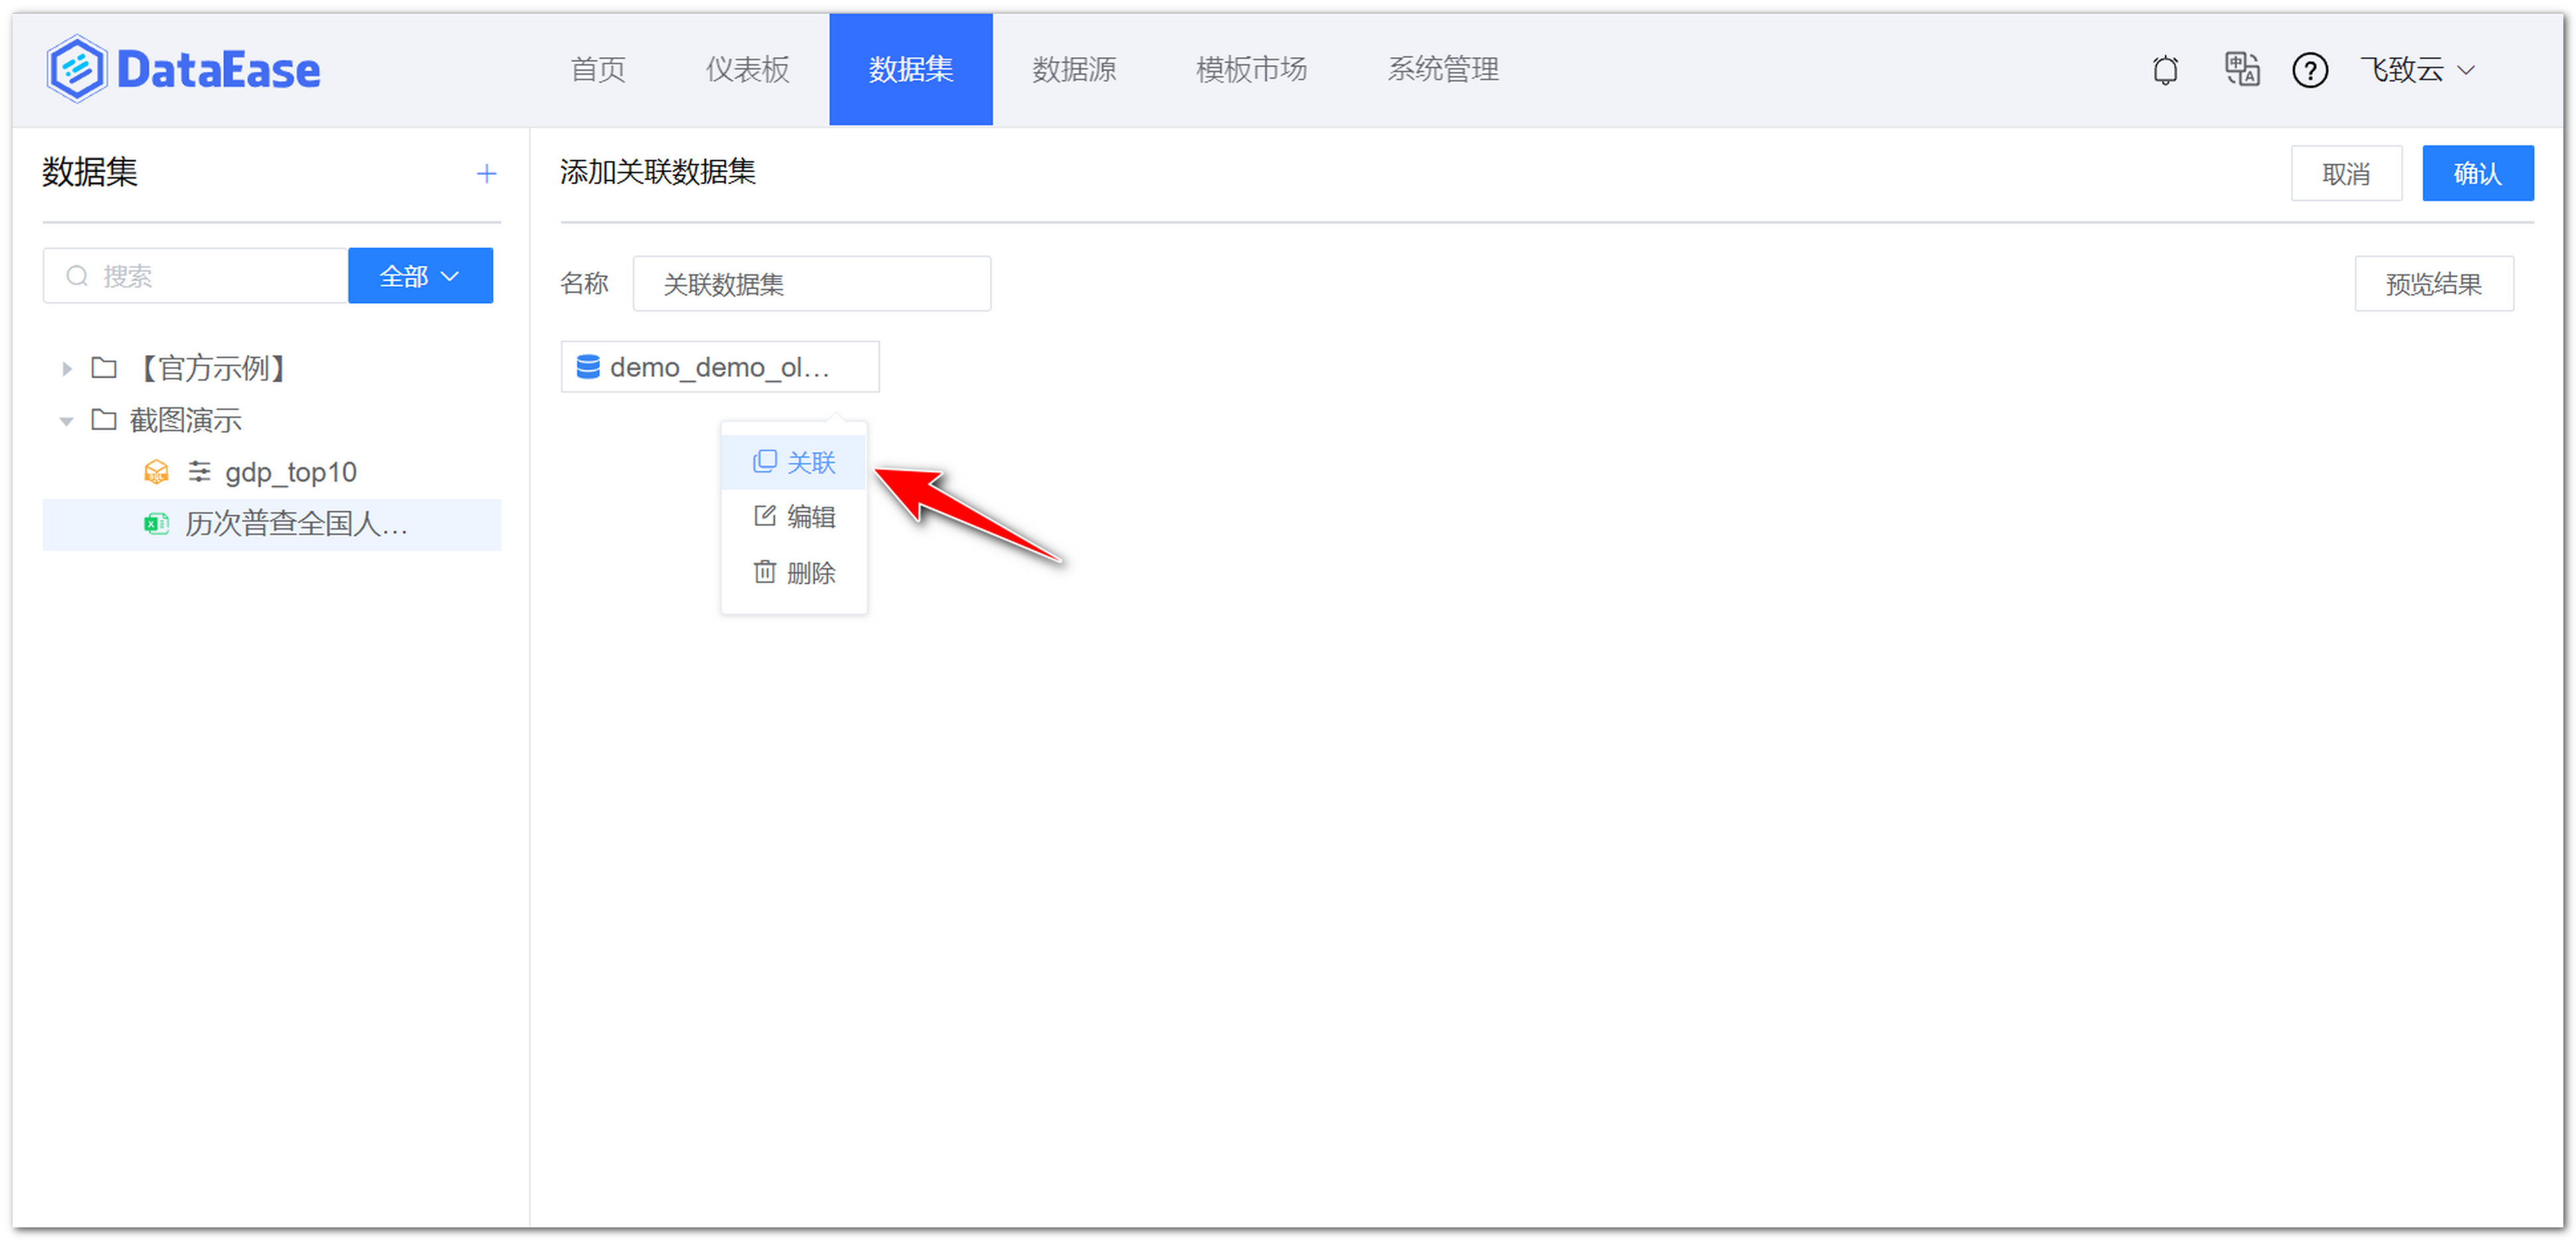 DataEase 首页 仪表板 数据集 数据源 模板市场 系统管理 飞致云
数据集
搜索 全部
【官方示例】
截图演示
gdp_top10
历次普查全国人...
添加关联数据集 取消 确认
名称 关联数据集 预览结果
demo_demo_ol...
关联
编辑
删除